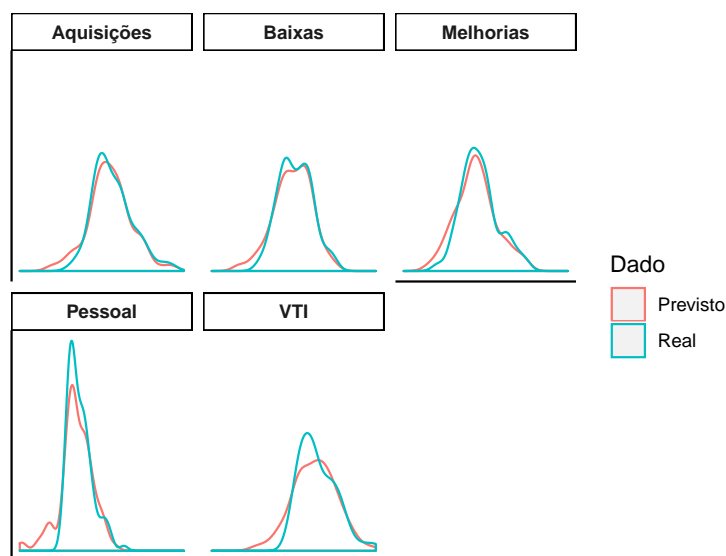 Aquisições
Baixas
Melhorias
Pessoal
VTI
Dado
Previsto
Real